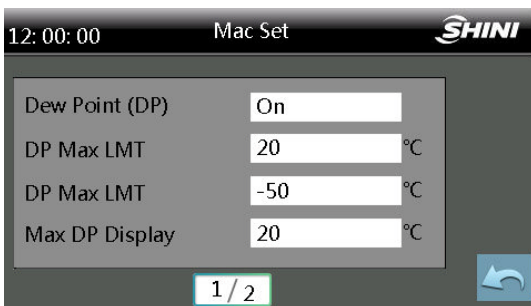 12: 00: 00 Mac Set SHINI
Dew Point (DP) On
DP Max LMT 20 ℃
DP Max LMT -50 ℃
Max DP Display 20 ℃
1/2